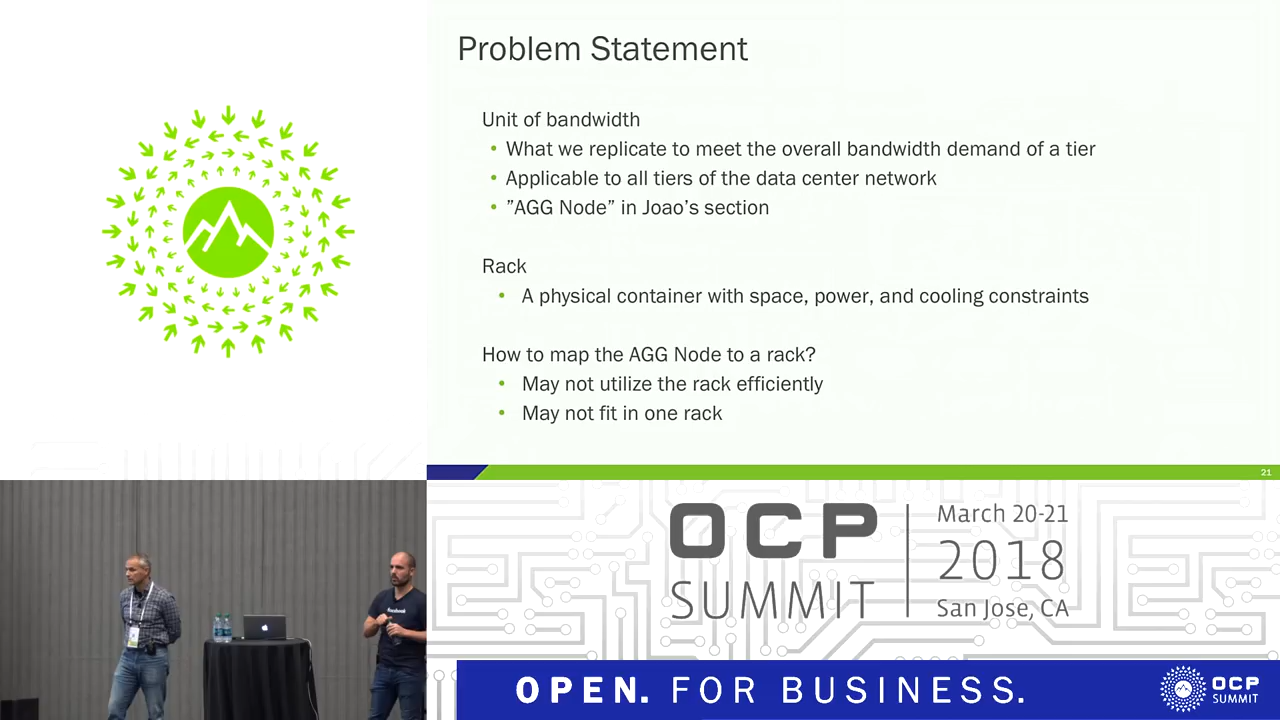 Problem Statement
Unit of bandwidth
• What we replicate to meet the overall bandwidth demand of a tier
• Applicable to all tiers of the data center network
• ”AGG Node” in Joao’s section
Rack
• A physical container with space, power, and cooling constraints
How to map the AGG Node to a rack?
• May not utilize the rack efficiently
• May not fit in one rack
21
facebook
OCP
SUMMIT
March 20-21
2018
San Jose, CA
OPEN. FOR BUSINESS.
OCP
SUMMIT